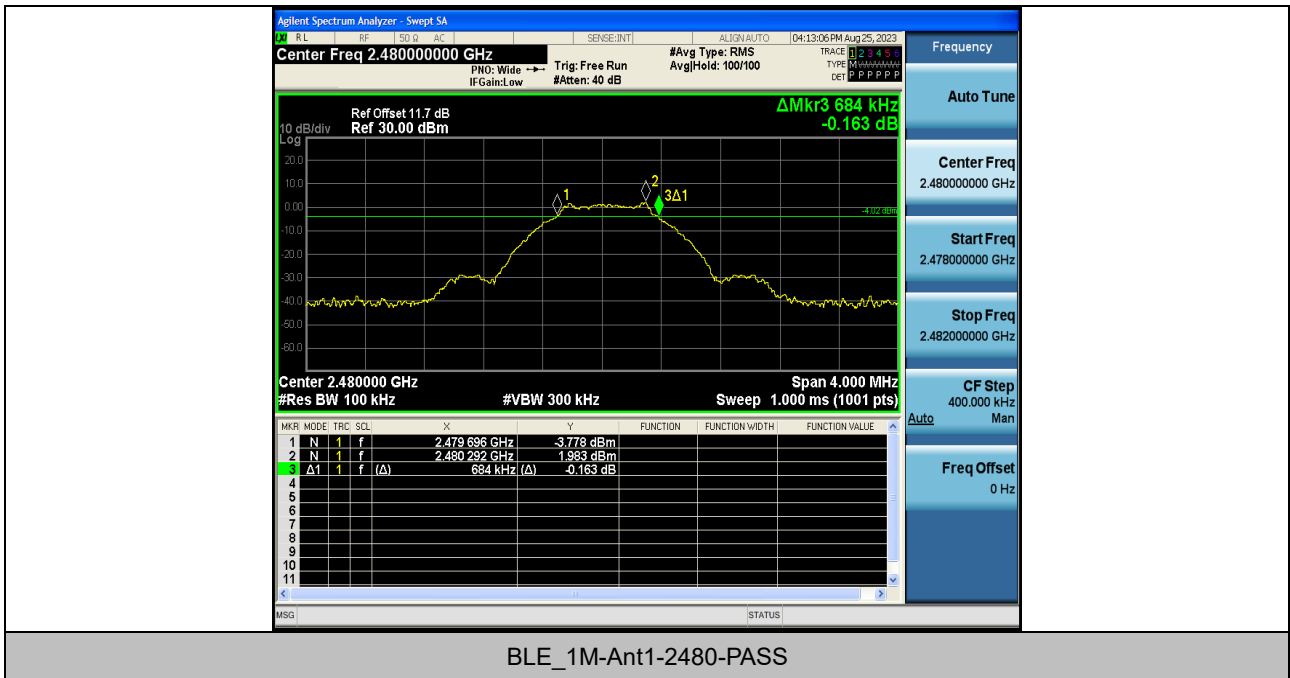 Agilent Spectrum Analyzer - Swept SA
RL RF 50 Ω AC SENSE:INT ALIGN AUTO 04:13:06 PM Aug 25, 2023
Center Freq 2.480000000 GHz
PNO: Wide
IFGain:Low
Trig: Free Run
#Atten: 40 dB
#Avg Type: RMS
Avg|Hold: 100/100
TRACE 1 2 3 4 5 6
TYPE M
DET P P P P P P
Ref Offset 11.7 dB
10 dB/div Ref 30.00 dBm
Log
ΔMkr3 684 kHz
-0.163 dB
20.0
10.0
0.00
-10.0
-20.0
-30.0
-40.0
-50.0
-60.0
1
2
3Δ1
-4.02 dBm
Center 2.480000 GHz Span 4.000 MHz
#Res BW 100 kHz #VBW 300 kHz Sweep 1.000 ms (1001 pts)
MKR MODE TRC SCL X Y FUNCTION FUNCTION WIDTH FUNCTION VALUE
1 N 1 f 2.479 696 GHz -3.778 dBm
2 N 1 f 2.480 292 GHz 1.983 dBm
3 Δ1 1 f (Δ) 684 kHz (Δ) -0.163 dB
4
5
6
7
8
9
10
11
MSG STATUS
Frequency
Auto Tune
Center Freq
2.480000000 GHz
Start Freq
2.478000000 GHz
Stop Freq
2.482000000 GHz
CF Step
400.000 kHz
Auto Man
Freq Offset
0 Hz
BLE_1M-Ant1-2480-PASS